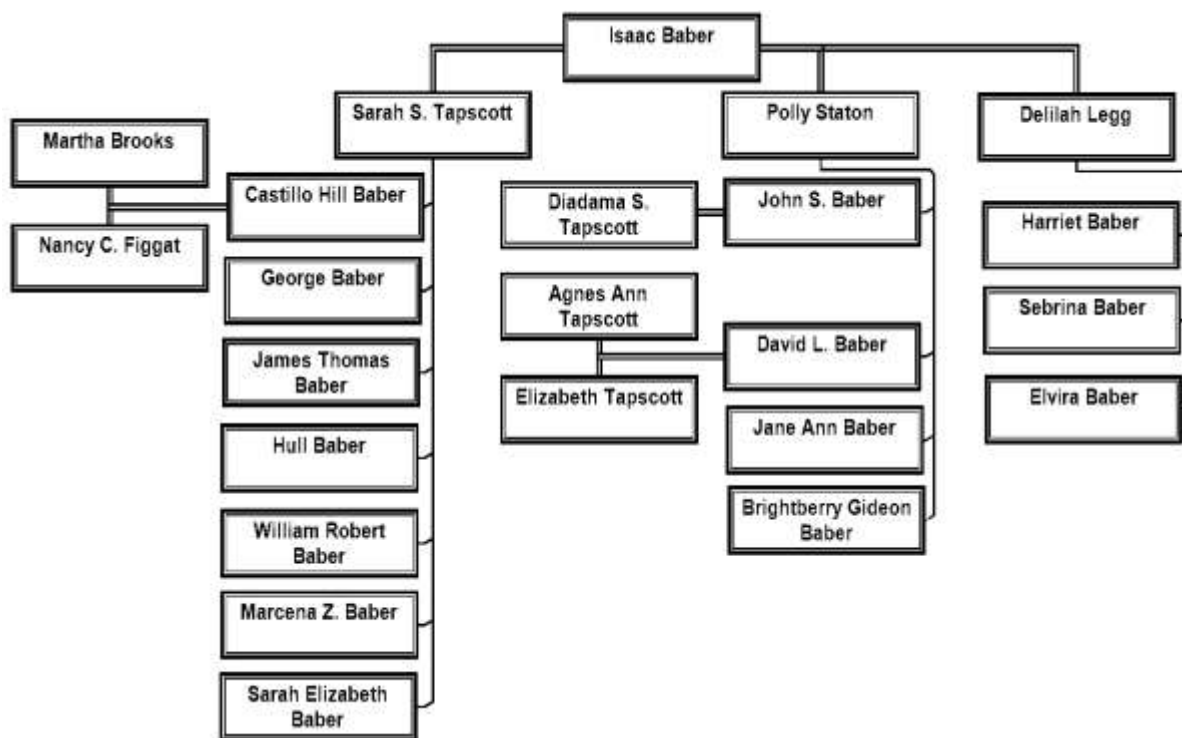 Isaac Baber
Sarah S. Tapscott
Polly Staton
Delilah Legg
Martha Brooks
Nancy C. Figgat
Castillo Hill Baber
George Baber
James Thomas
Baber
Hull Baber
William Robert
Baber
Marcena Z. Baber
Sarah Elizabeth
Baber
Diadama S.
Tapscott
John S. Baber
Agnes Ann
Tapscott
Elizabeth Tapscott
David L. Baber
Jane Ann Baber
Brightberry Gideon
Baber
Harriet Baber
Sebrina Baber
Elvira Baber